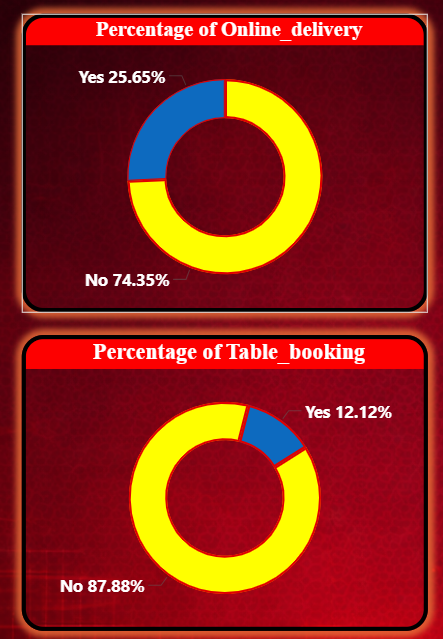 Percentage of Online_delivery
Yes 25.65%
No 74.35%
Percentage of Table_booking
Yes 12.12%
No 87.88%